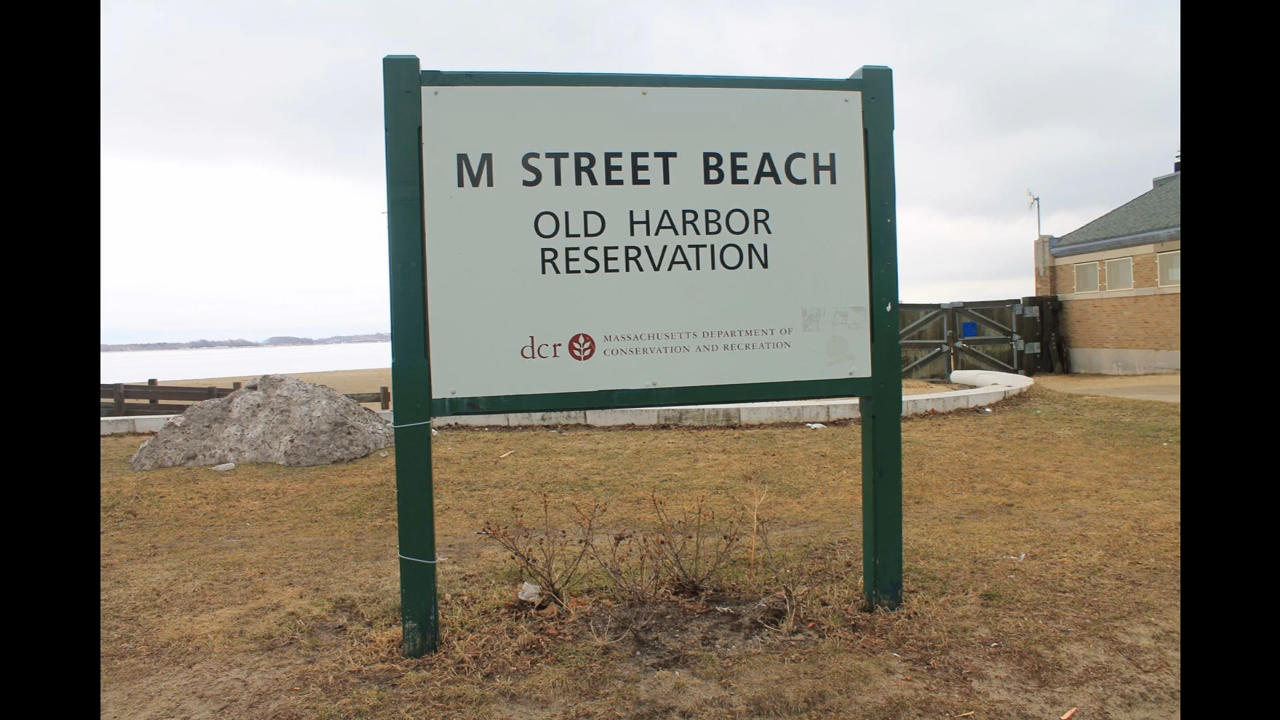 M STREET BEACH
OLD HARBOR
RESERVATION
dcr MASSACHUSETTS DEPARTMENT OF
CONSERVATION AND RECREATION